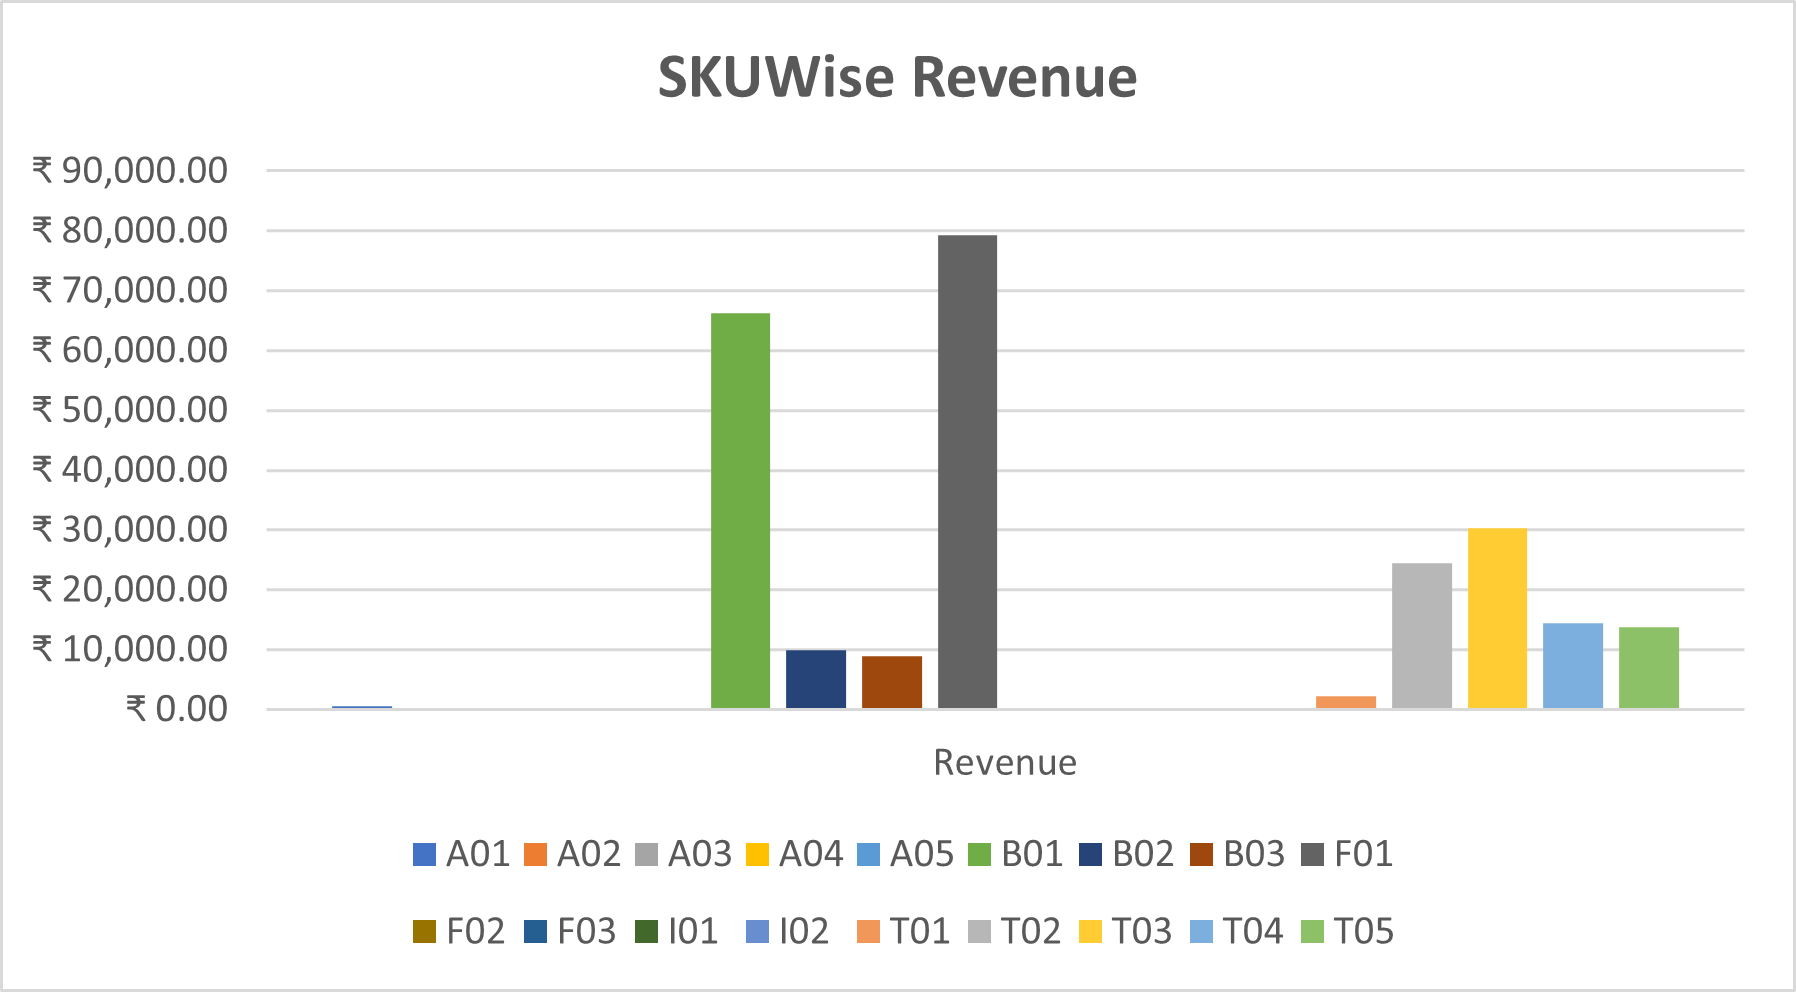 SKUWise Revenue
₹ 90,000.00
₹ 80,000.00
₹ 70,000.00
₹ 60,000.00
₹ 50,000.00
₹ 40,000.00
₹ 30,000.00
₹ 20,000.00
₹ 10,000.00
₹ 0.00
Revenue
A01 A02 A03 A04 A05 B01 B02 B03 F01
F02 F03 I01 I02 T01 T02 T03 T04 T05